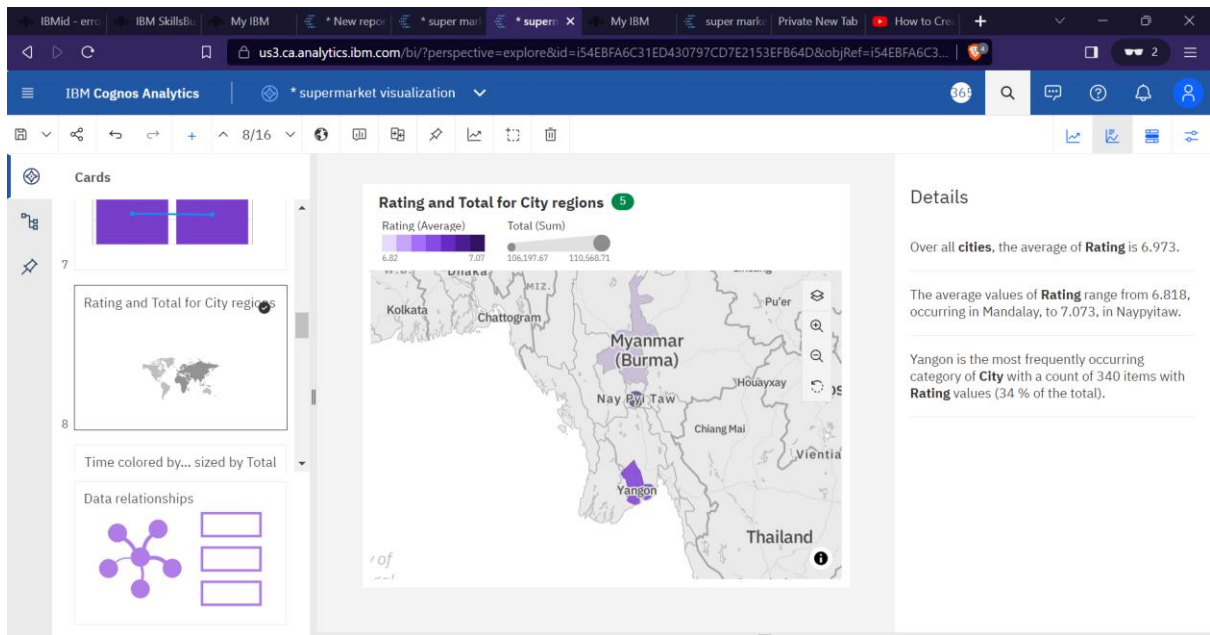 IBMid - erro
IBM SkillsBu
My IBM
* New repor
* super mar
* superm
My IBM
super marke
Private New Tab
How to Crea
us3.ca.analytics.ibm.com/bi/?perspective=explore&id=i54EBFA6C31ED430797CD7E2153EFB64D&objRef=i54EBFA6C3...
4
2
IBM Cognos Analytics
* supermarket visualization
365
8/16
Cards
7
Rating and Total for City regions
8
Time colored by... sized by Total
Data relationships
Rating and Total for City regions 5
Rating (Average)
Total (Sum)
6.82
7.07
106,197.67
110,568.71
Dhaka
MIZ.
Kolkata
Chattogram
Pu'er
Myanmar
(Burma)
Houayxay
Nay Pyi Taw
Chiang Mai
Vientia
Yangon
Thailand
of
Details
Over all cities, the average of Rating is 6.973.
The average values of Rating range from 6.818,
occurring in Mandalay, to 7.073, in Naypyitaw.
Yangon is the most frequently occurring
category of City with a count of 340 items with
Rating values (34 % of the total).